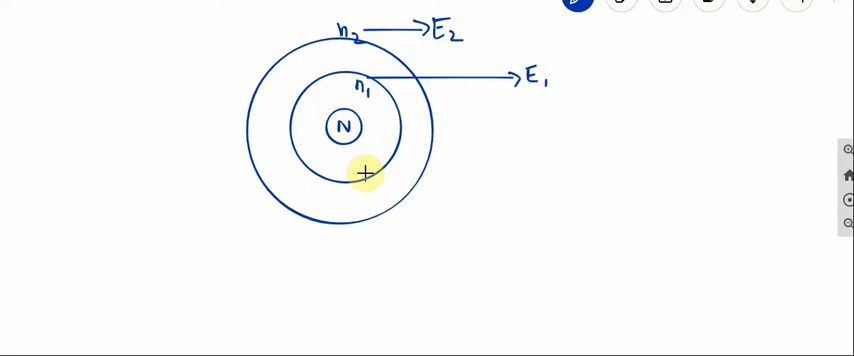 n₂ → E₂
n₁ → E₁
N